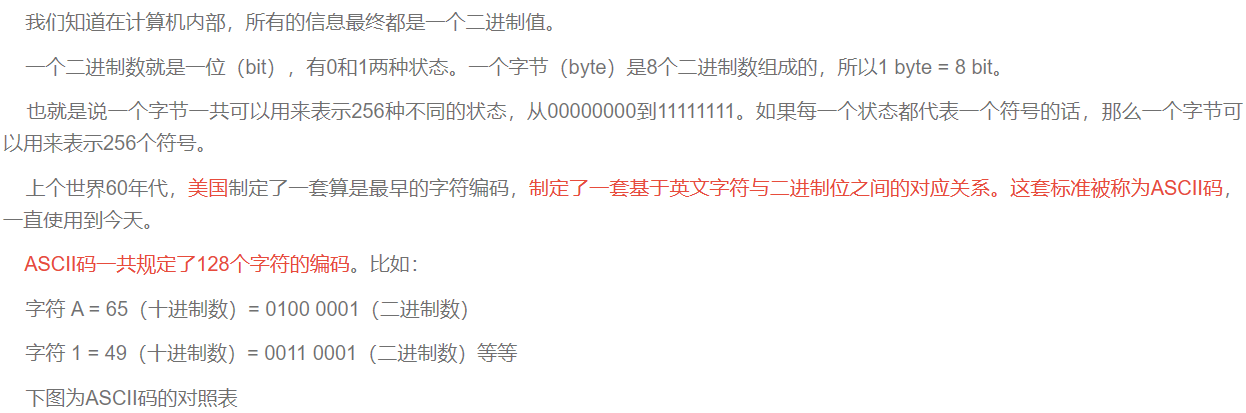 我们知道在计算机内部，所有的信息最终都是一个二进制值。
一个二进制数就是一位（bit），有0和1两种状态。一个字节（byte）是8个二进制数组成的，所以1 byte = 8 bit。
也就是说一个字节一共可以用来表示256种不同的状态，从00000000到11111111。如果每一个状态都代表一个符号的话，那么一个字节可
以用来表示256个符号。
上个世界60年代，美国制定了一套算是最早的字符编码，制定了一套基于英文字符与二进制位之间的对应关系。这套标准被称为ASCII码，
一直使用到今天。
ASCII码一共规定了128个字符的编码。比如：
字符 A = 65（十进制数）= 0100 0001（二进制数）
字符 1 = 49（十进制数）= 0011 0001（二进制数）等等
下图为ASCII码的对照表